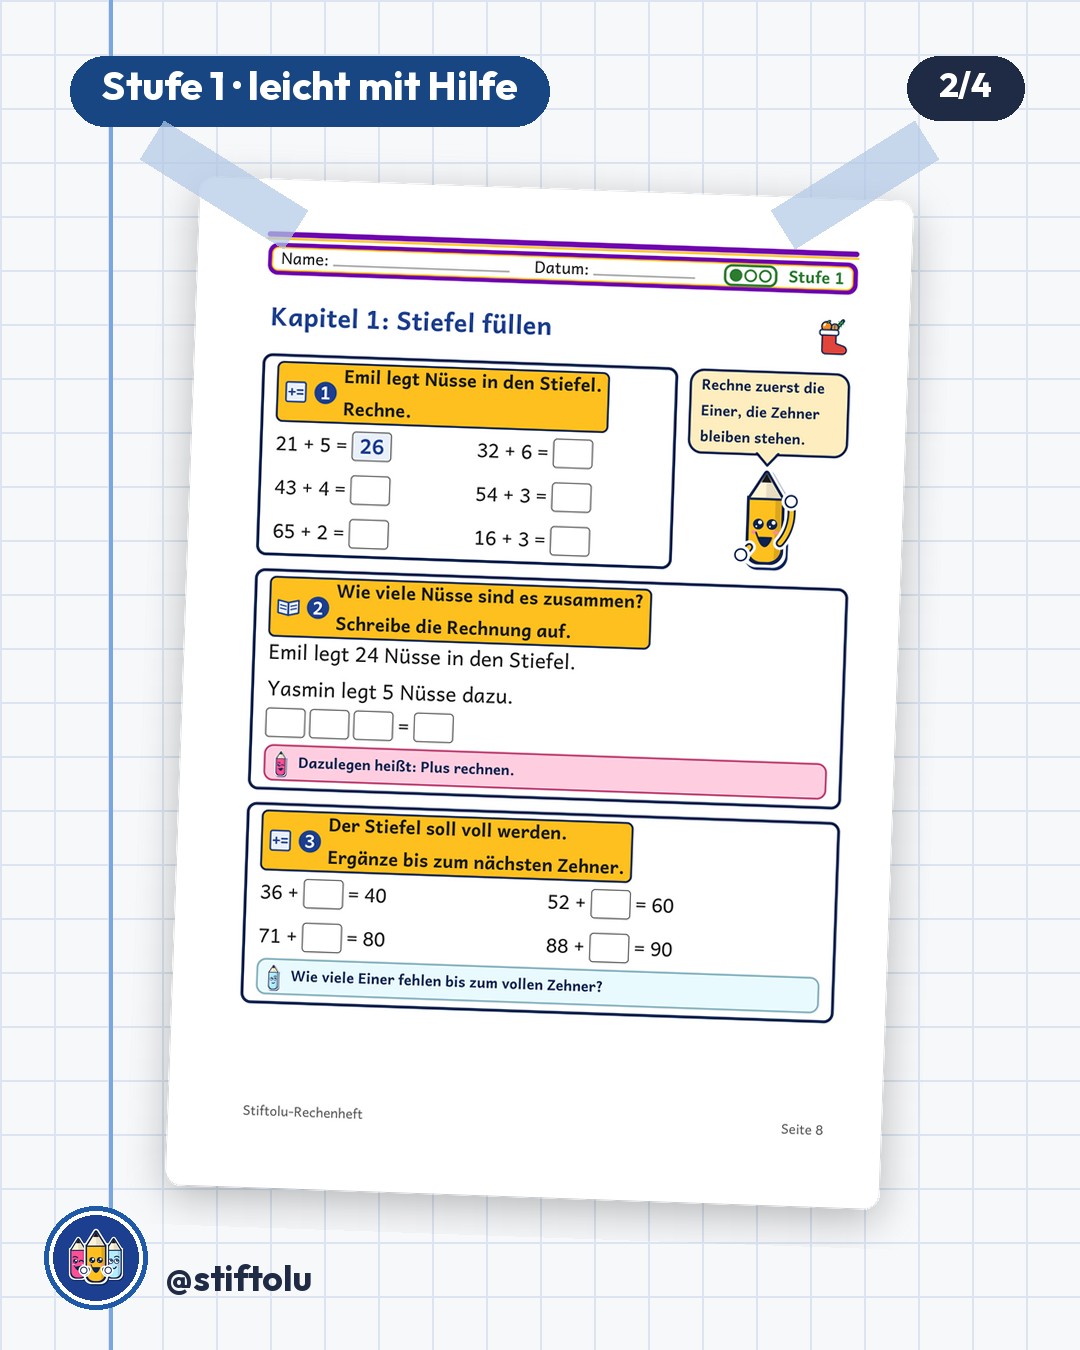 Stufe 1 · leicht mit Hilfe
2/4
Name: Datum: Stufe 1
Kapitel 1: Stiefel füllen
1 Emil legt Nüsse in den Stiefel.
Rechne.
21 + 5 = 26 32 + 6 =
43 + 4 = 54 + 3 =
65 + 2 = 16 + 3 =
Rechne zuerst die
Einer, die Zehner
bleiben stehen.
2 Wie viele Nüsse sind es zusammen?
Schreibe die Rechnung auf.
Emil legt 24 Nüsse in den Stiefel.
Yasmin legt 5 Nüsse dazu.
=
Dazulegen heißt: Plus rechnen.
3 Der Stiefel soll voll werden.
Ergänze bis zum nächsten Zehner.
36 + = 40 52 + = 60
71 + = 80 88 + = 90
Wie viele Einer fehlen bis zum vollen Zehner?
Stiftolu-Rechenheft
Seite 8
@stiftolu